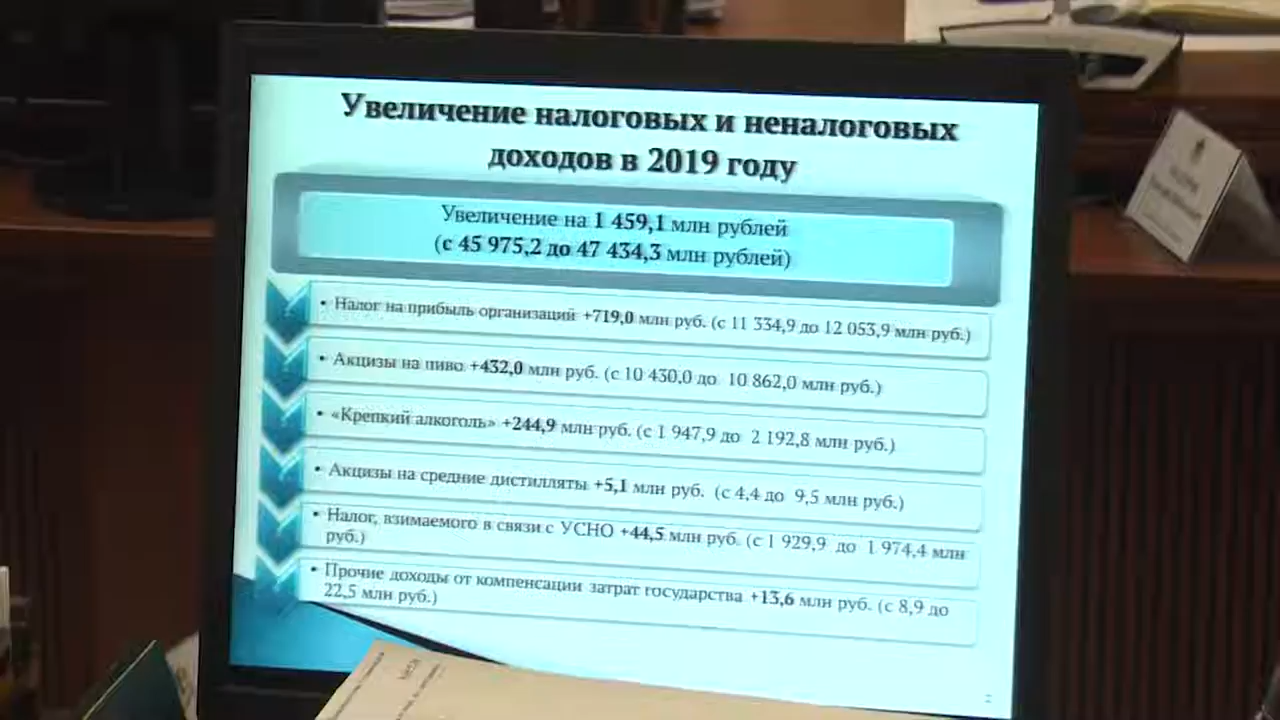 Увеличение налоговых и неналоговых
доходов в 2019 году
Увеличение на 1 459,1 млн рублей
(с 45 975,2 до 47 434,3 млн рублей)
• Налог на прибыль организаций +719,0 млн руб. (с 11 334,9 до 12 053,9 млн руб.)
• Акцизы на пиво +432,0 млн руб. (с 10 430,0 до 10 862,0 млн руб.)
• «Крепкий алкоголь» +244,9 млн руб. (с 1 947,9 до 2 192,8 млн руб.)
• Акцизы на средние дистилляты +5,1 млн руб. (с 4,4 до 9,5 млн руб.)
• Налог, взимаемого в связи с УСНО +44,5 млн руб. (с 1 929,9 до 1 974,4 млн
руб.)
• Прочие доходы от компенсации затрат государства +13,6 млн руб. (с 8,9 до
22,5 млн руб.)